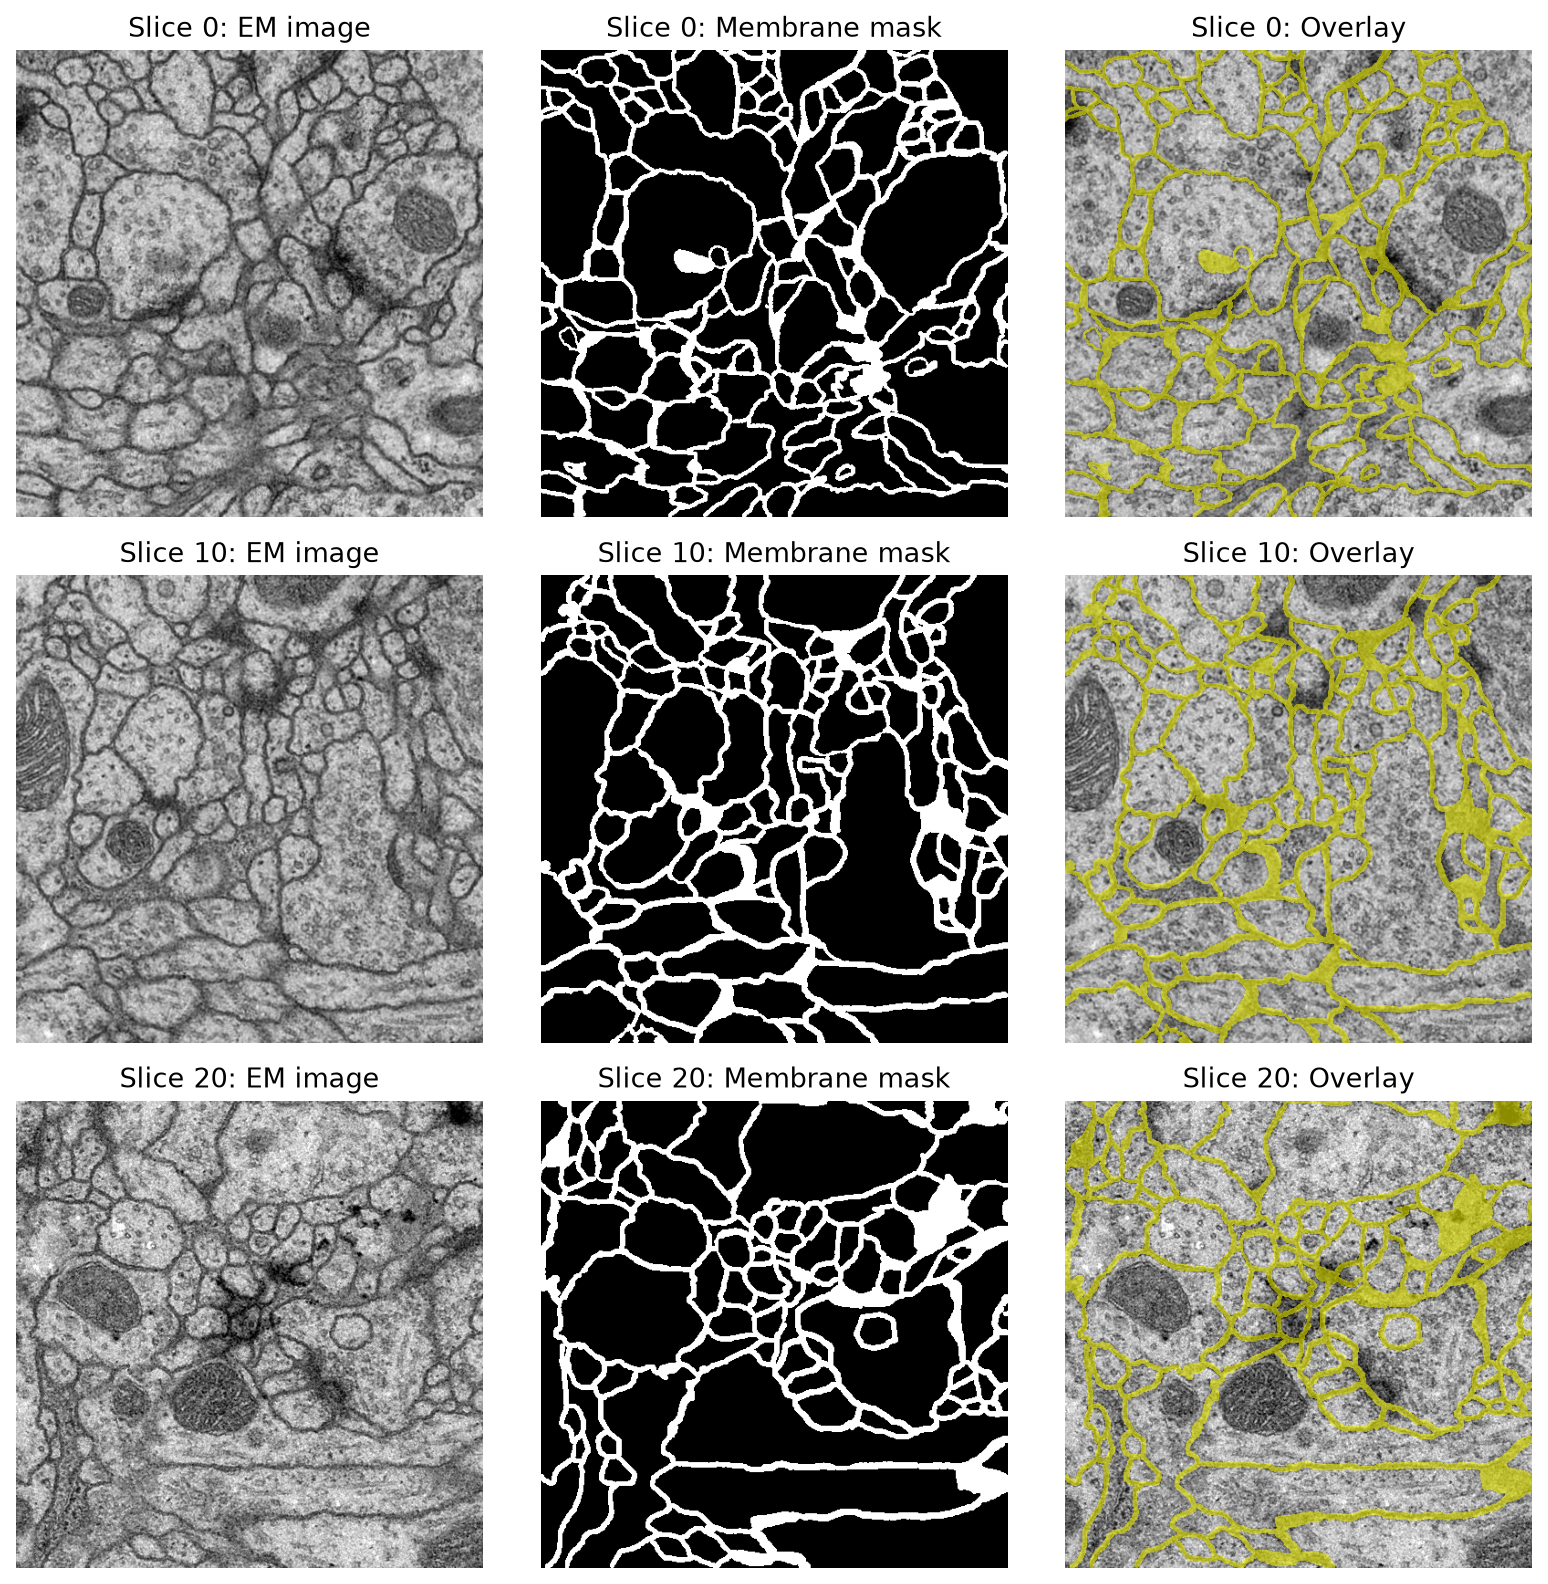 Slice 0: EM image
Slice 0: Membrane mask
Slice 0: Overlay
Slice 10: EM image
Slice 10: Membrane mask
Slice 10: Overlay
Slice 20: EM image
Slice 20: Membrane mask
Slice 20: Overlay